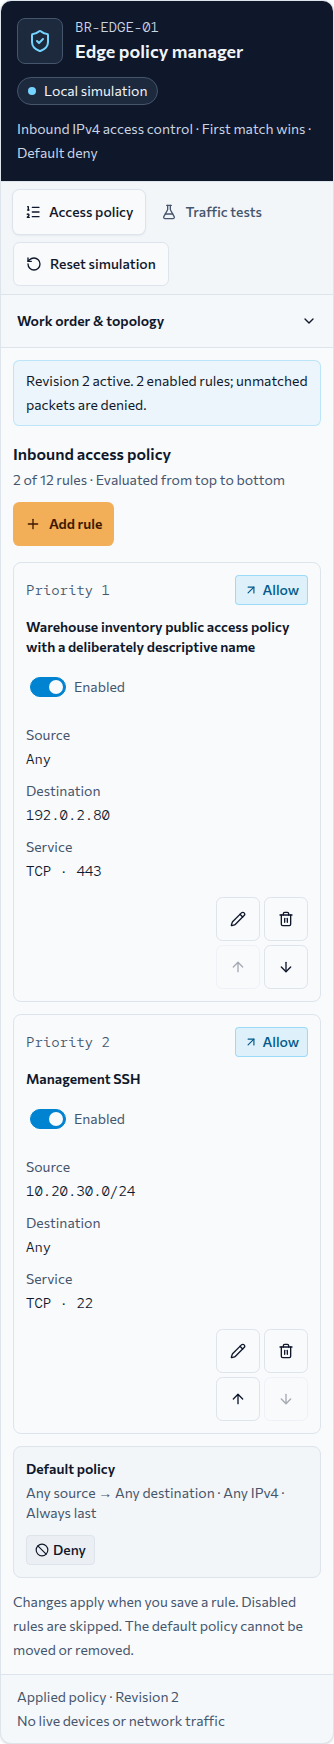 BR-EDGE-01
Edge policy manager
Local simulation
Inbound IPv4 access control · First match wins ·
Default deny
Access policy
Traffic tests
Reset simulation
Work order & topology
Revision 2 active. 2 enabled rules; unmatched
packets are denied.
Inbound access policy
2 of 12 rules · Evaluated from top to bottom
Add rule
Priority 1
Allow
Warehouse inventory public access policy
with a deliberately descriptive name
Enabled
Source
Any
Destination
192.0.2.80
Service
TCP · 443
Priority 2
Allow
Management SSH
Enabled
Source
10.20.30.0/24
Destination
Any
Service
TCP · 22
Default policy
Any source → Any destination · Any IPv4 ·
Always last
Deny
Changes apply when you save a rule. Disabled
rules are skipped. The default policy cannot be
moved or removed.
Applied policy · Revision 2
No live devices or network traffic